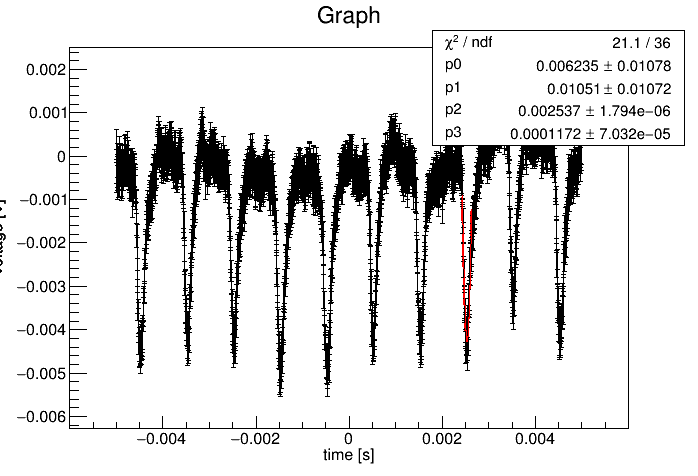 Graph
χ² / ndf 21.1 / 36
p0 0.006235 ± 0.01078
p1 0.01051 ± 0.01072
p2 0.002537 ± 1.794e−06
p3 0.0001172 ± 7.032e−05
0.002
0.001
0
−0.001
−0.002
−0.003
−0.004
−0.005
−0.006
−0.004 −0.002 0 0.002 0.004
time [s]